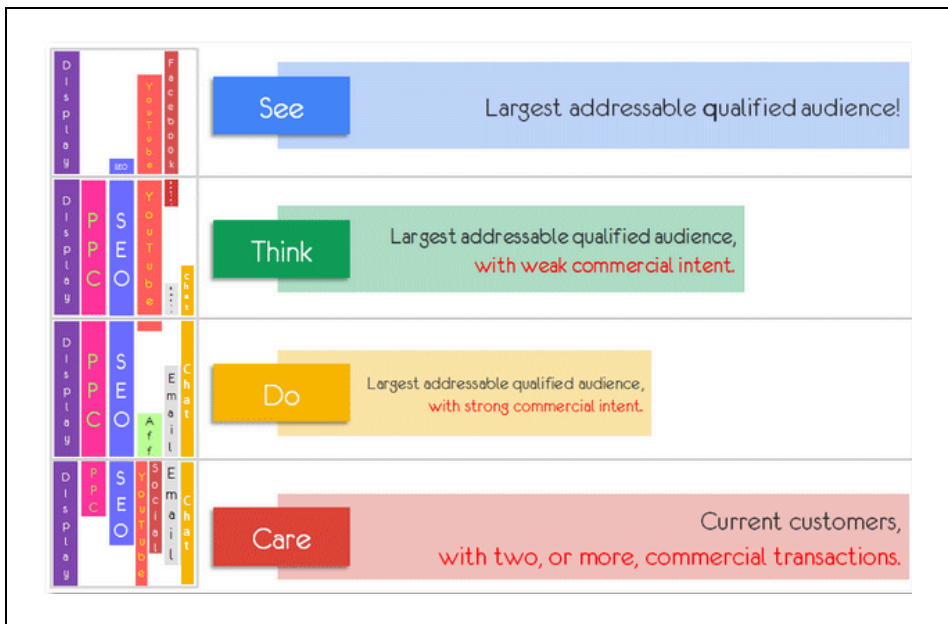 Display
SEO
YouTube
Facebook
See
Largest addressable qualified audience!
Display
PPC
SEO
YouTube
Chat
Think
Largest addressable qualified audience,
with weak commercial intent.
Display
PPC
SEO
Aff
Email
Chat
Do
Largest addressable qualified audience,
with strong commercial intent.
Display
PPC
SEO
YouTube
Social
Email
Chat
Care
Current customers,
with two, or more, commercial transactions.